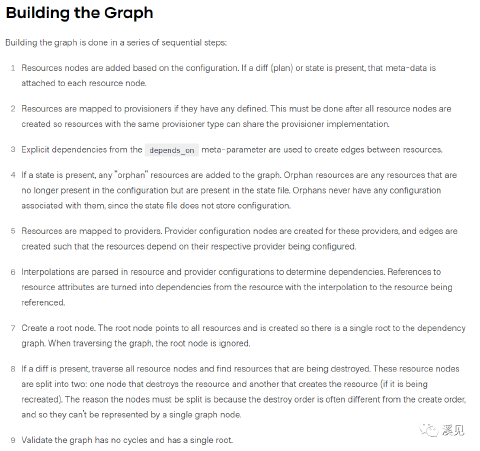 Building the Graph
Building the graph is done in a series of sequential steps:
1 Resources nodes are added based on the configuration. If a diff (plan) or state is present, that meta-data is
attached to each resource node.
2 Resources are mapped to provisioners if they have any defined. This must be done after all resource nodes are
created so resources with the same provisioner type can share the provisioner implementation.
3 Explicit dependencies from the depends_on meta-parameter are used to create edges between resources.
4 If a state is present, any "orphan" resources are added to the graph. Orphan resources are any resources that are
no longer present in the configuration but are present in the state file. Orphans never have any configuration
associated with them, since the state file does not store configuration.
5 Resources are mapped to providers. Provider configuration nodes are created for these providers, and edges are
created such that the resources depend on their respective provider being configured.
6 Interpolations are parsed in resource and provider configurations to determine dependencies. References to
resource attributes are turned into dependencies from the resource with the interpolation to the resource being
referenced.
7 Create a root node. The root node points to all resources and is created so there is a single root to the dependency
graph. When traversing the graph, the root node is ignored.
8 If a diff is present, traverse all resource nodes and find resources that are being destroyed. These resource nodes
are split into two: one node that destroys the resource and another that creates the resource (if it is being
recreated). The reason the nodes must be split is because the destroy order is often different from the create order,
and so they can't be represented by a single graph node.
9 Validate the graph has no cycles and has a single root.
溪见